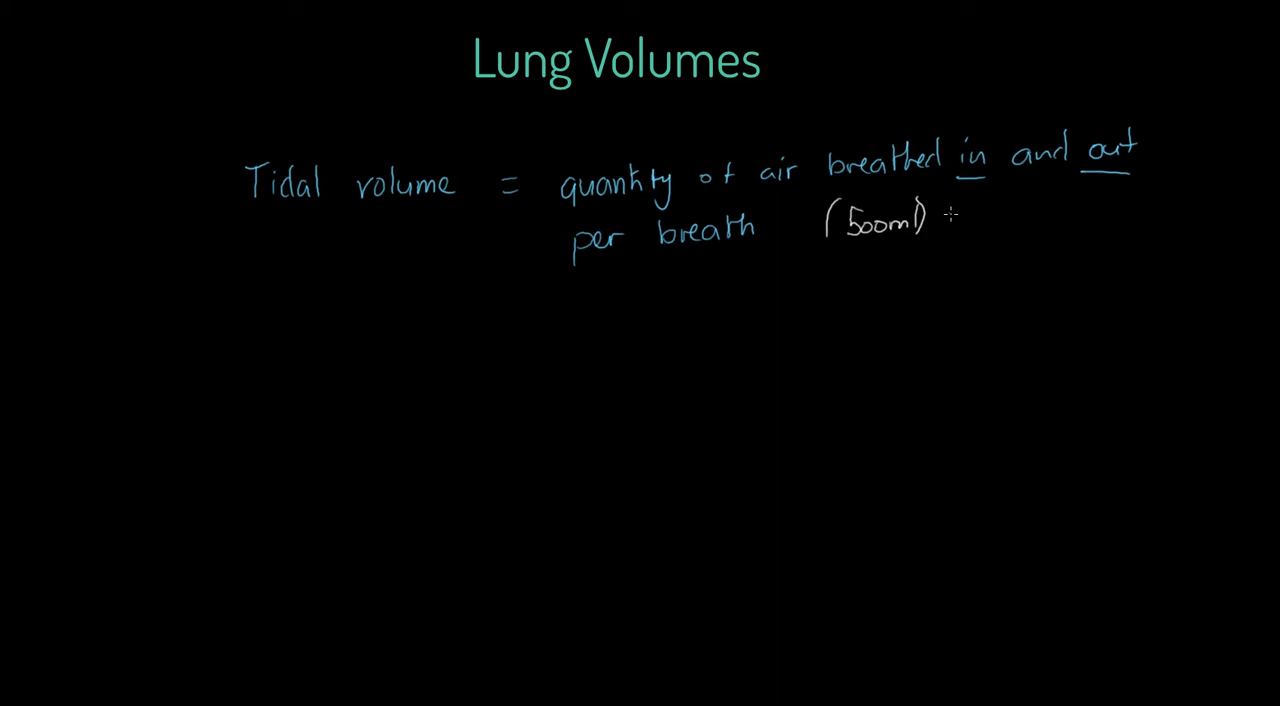 Lung Volumes
Tidal volume = quantity of air breathed in and out
per breath (500ml)